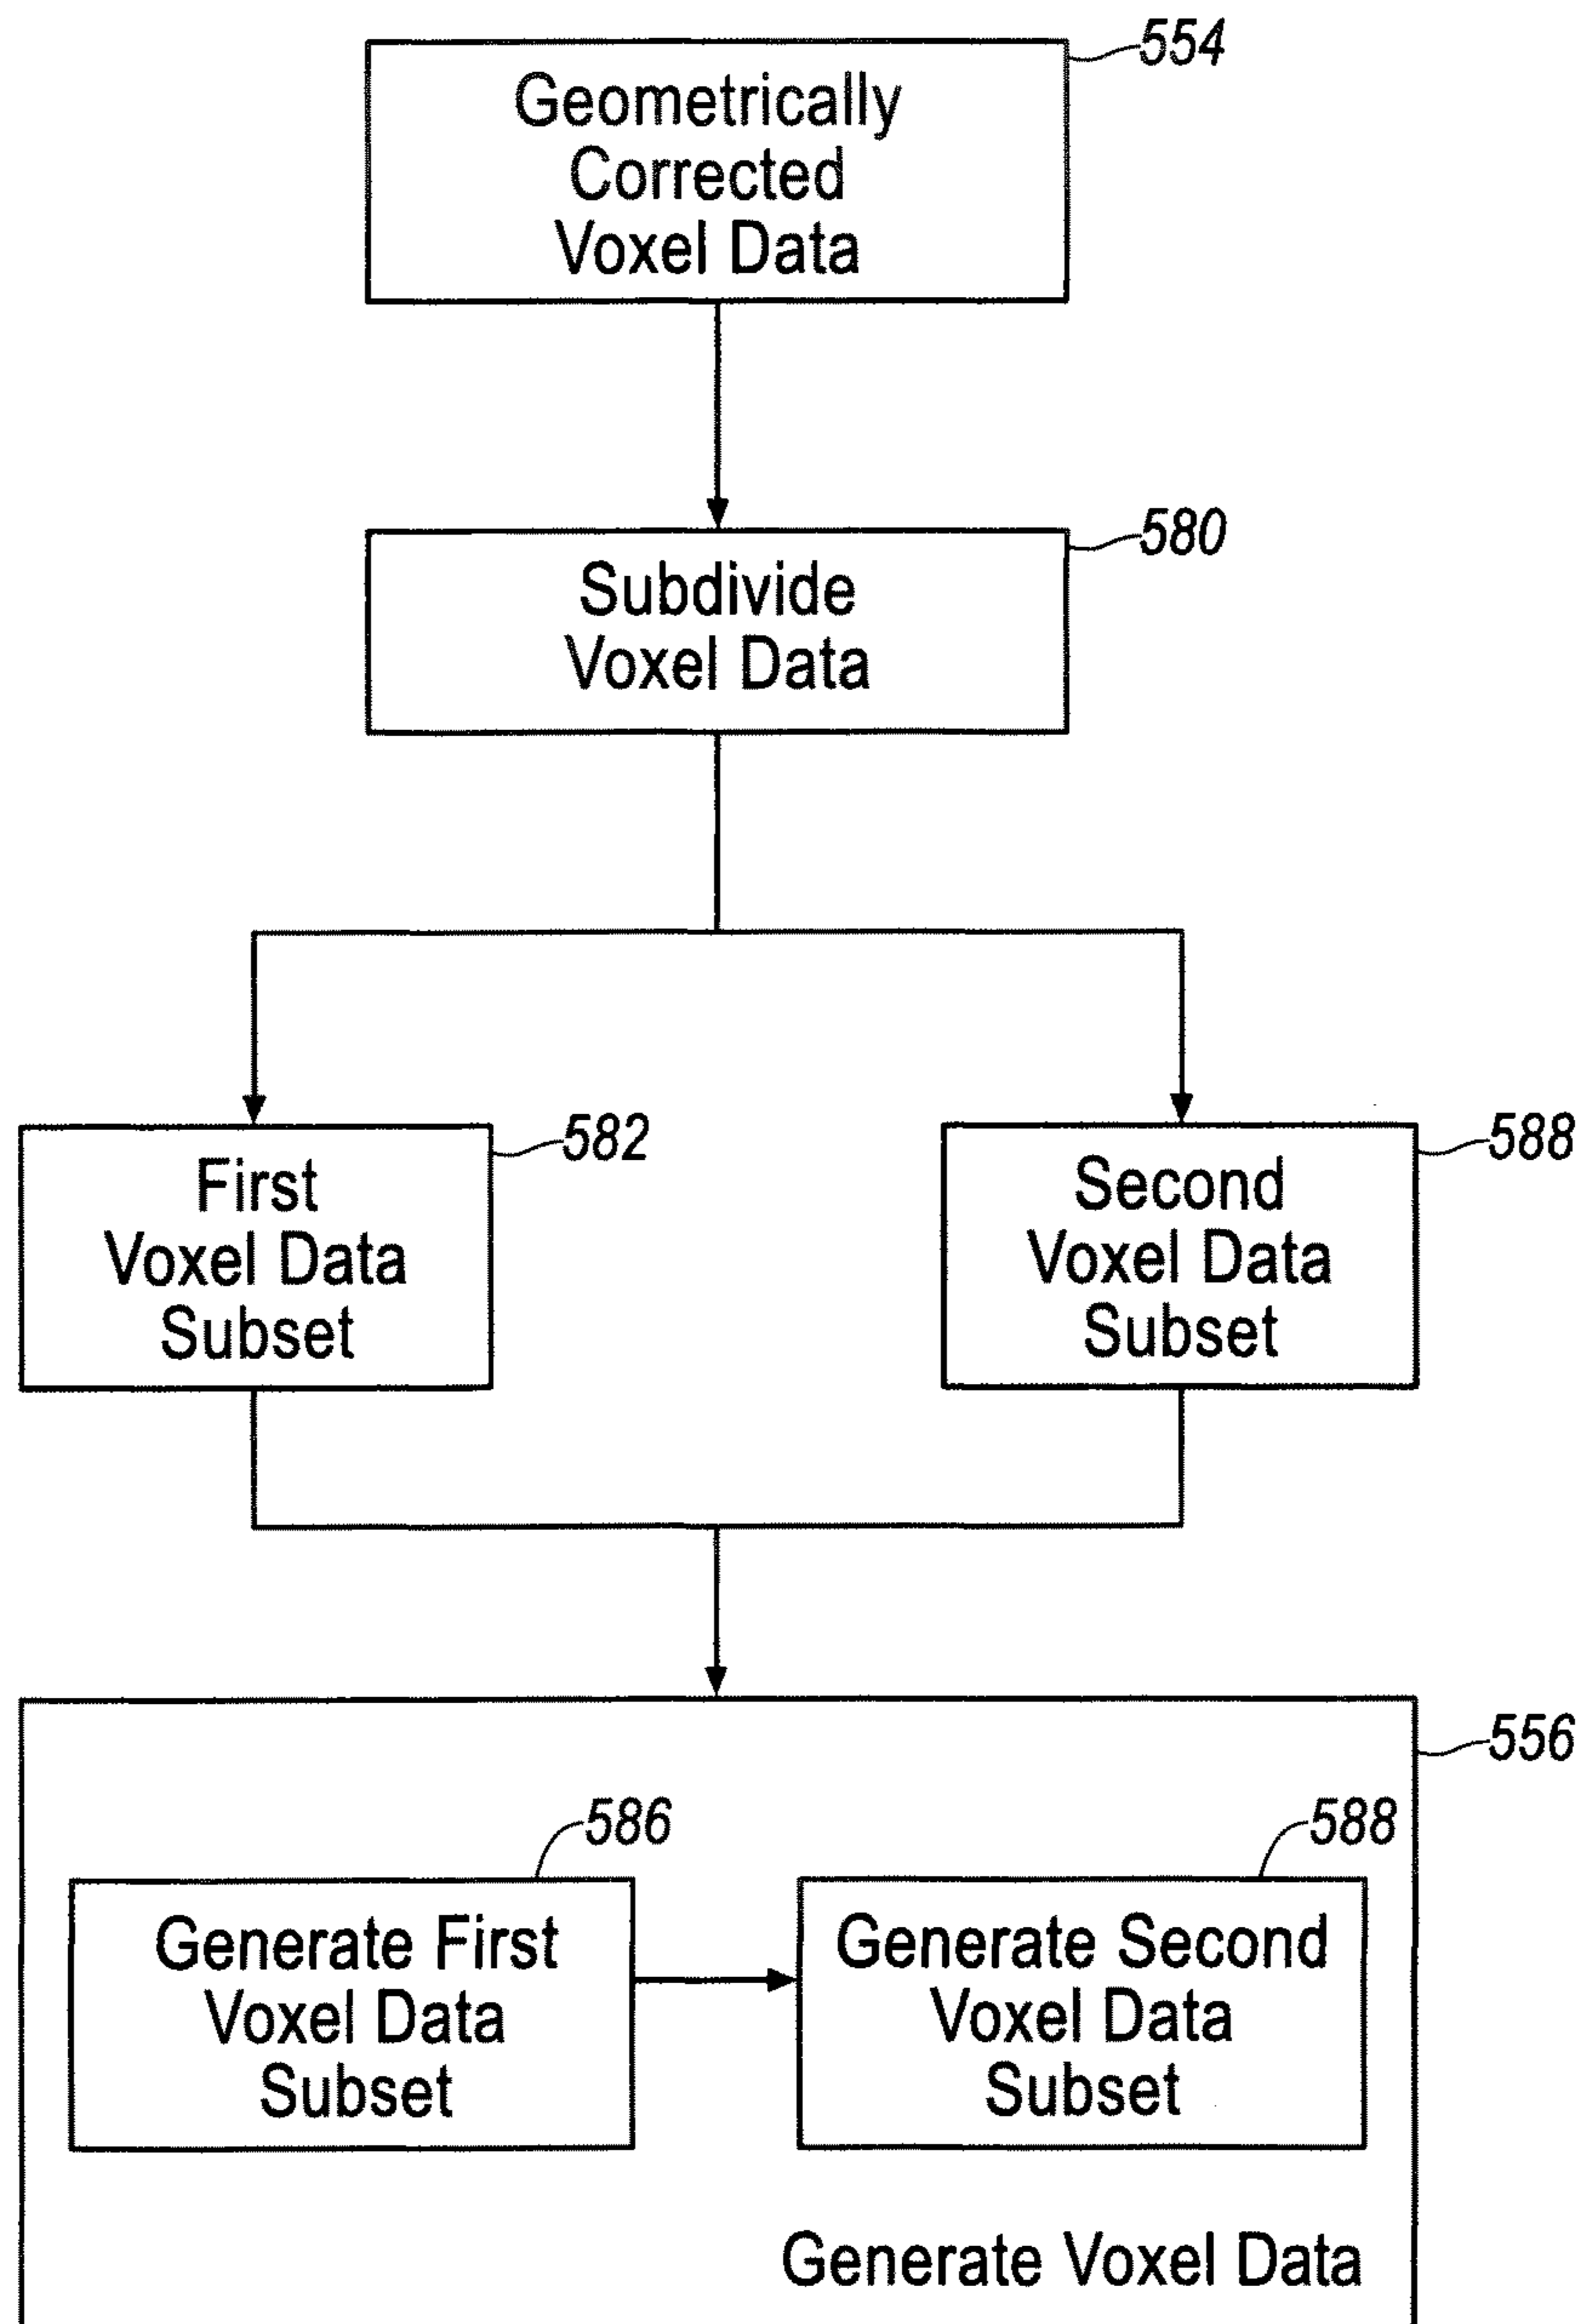 554
Geometrically
Corrected
Voxel Data
580
Subdivide
Voxel Data
582
First
Voxel Data
Subset
588
Second
Voxel Data
Subset
556
586
Generate First
Voxel Data
Subset
588
Generate Second
Voxel Data
Subset
Generate Voxel Data